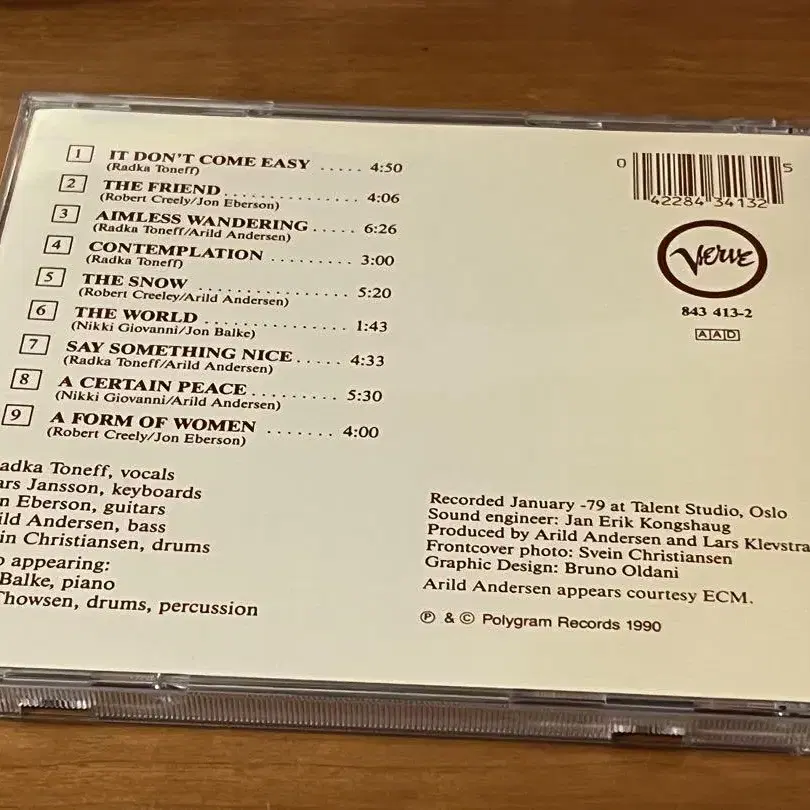 1 IT DON'T COME EASY ..... 4:50
(Radka Toneff)
2 THE FRIEND ............... 4:06
(Robert Creely/Jon Eberson)
3 AIMLESS WANDERING ..... 6:26
(Radka Toneff/Arild Andersen)
4 CONTEMPLATION ......... 3:00
(Radka Toneff)
5 THE SNOW ................ 5:20
(Robert Creeley/Arild Andersen)
6 THE WORLD ............... 1:43
(Nikki Giovanni/Jon Balke)
7 SAY SOMETHING NICE ..... 4:33
(Radka Toneff/Arild Andersen)
8 A CERTAIN PEACE ......... 5:30
(Nikki Giovanni/Arild Andersen)
9 A FORM OF WOMEN ....... 4:00
(Robert Creely/Jon Eberson)
adka Toneff, vocals
ars Jansson, keyboards
n Eberson, guitars
ild Andersen, bass
in Christiansen, drums
o appearing:
Balke, piano
Thowsen, drums, percussion
0 42284 34132 5
VERVE
843 413-2
AAD
Recorded January -79 at Talent Studio, Oslo
Sound engineer: Jan Erik Kongshaug
Produced by Arild Andersen and Lars Klevstra
Frontcover photo: Svein Christiansen
Graphic Design: Bruno Oldani
Arild Andersen appears courtesy ECM.
℗ & © Polygram Records 1990